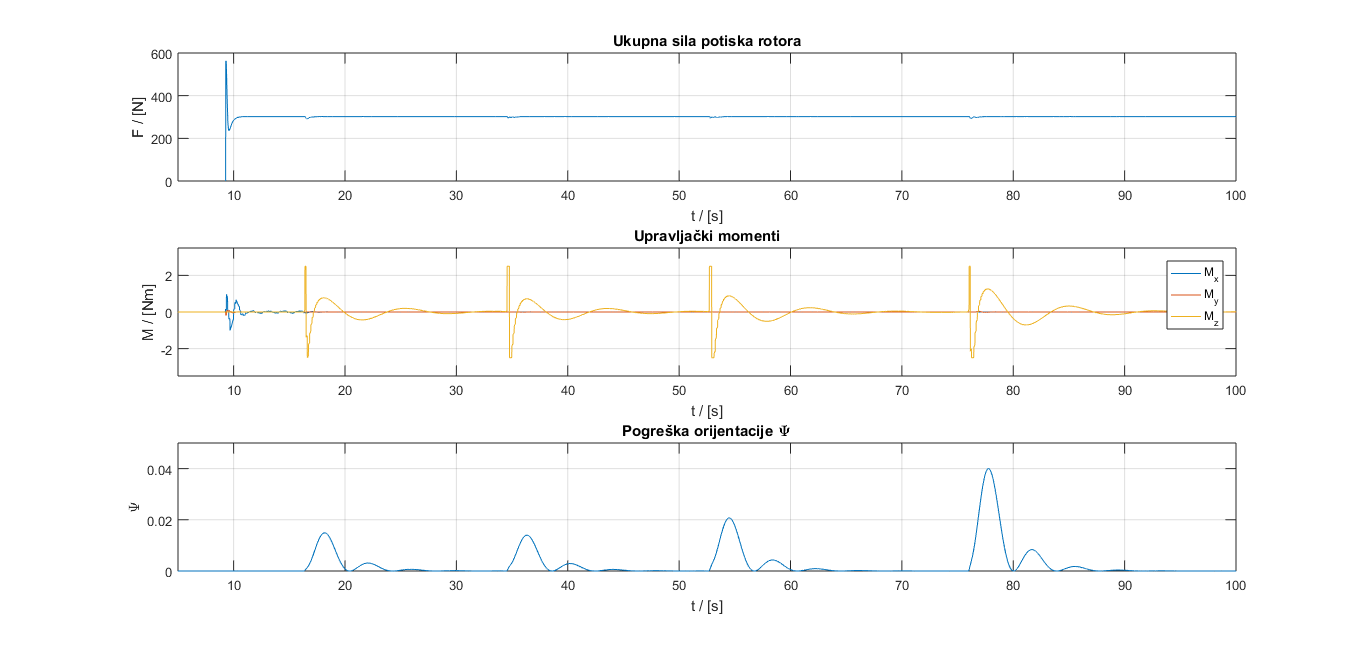 Ukupna sila potiska rotora
600
400
200
0
F / [N]
10 20 30 40 50 60 70 80 90 100
t / [s]
Upravljački momenti
2
0
-2
M / [Nm]
Mx
My
Mz
10 20 30 40 50 60 70 80 90 100
t / [s]
Pogreška orijentacije Ψ
0.04
0.02
0
Ψ
10 20 30 40 50 60 70 80 90 100
t / [s]